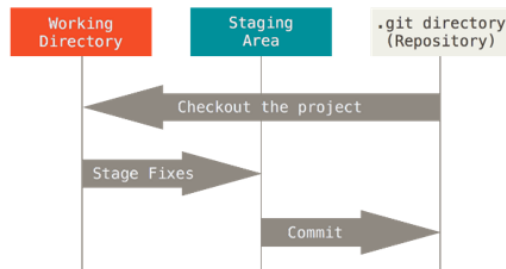 Working
Directory
Staging
Area
.git directory
(Repository)
Checkout the project
Stage Fixes
Commit